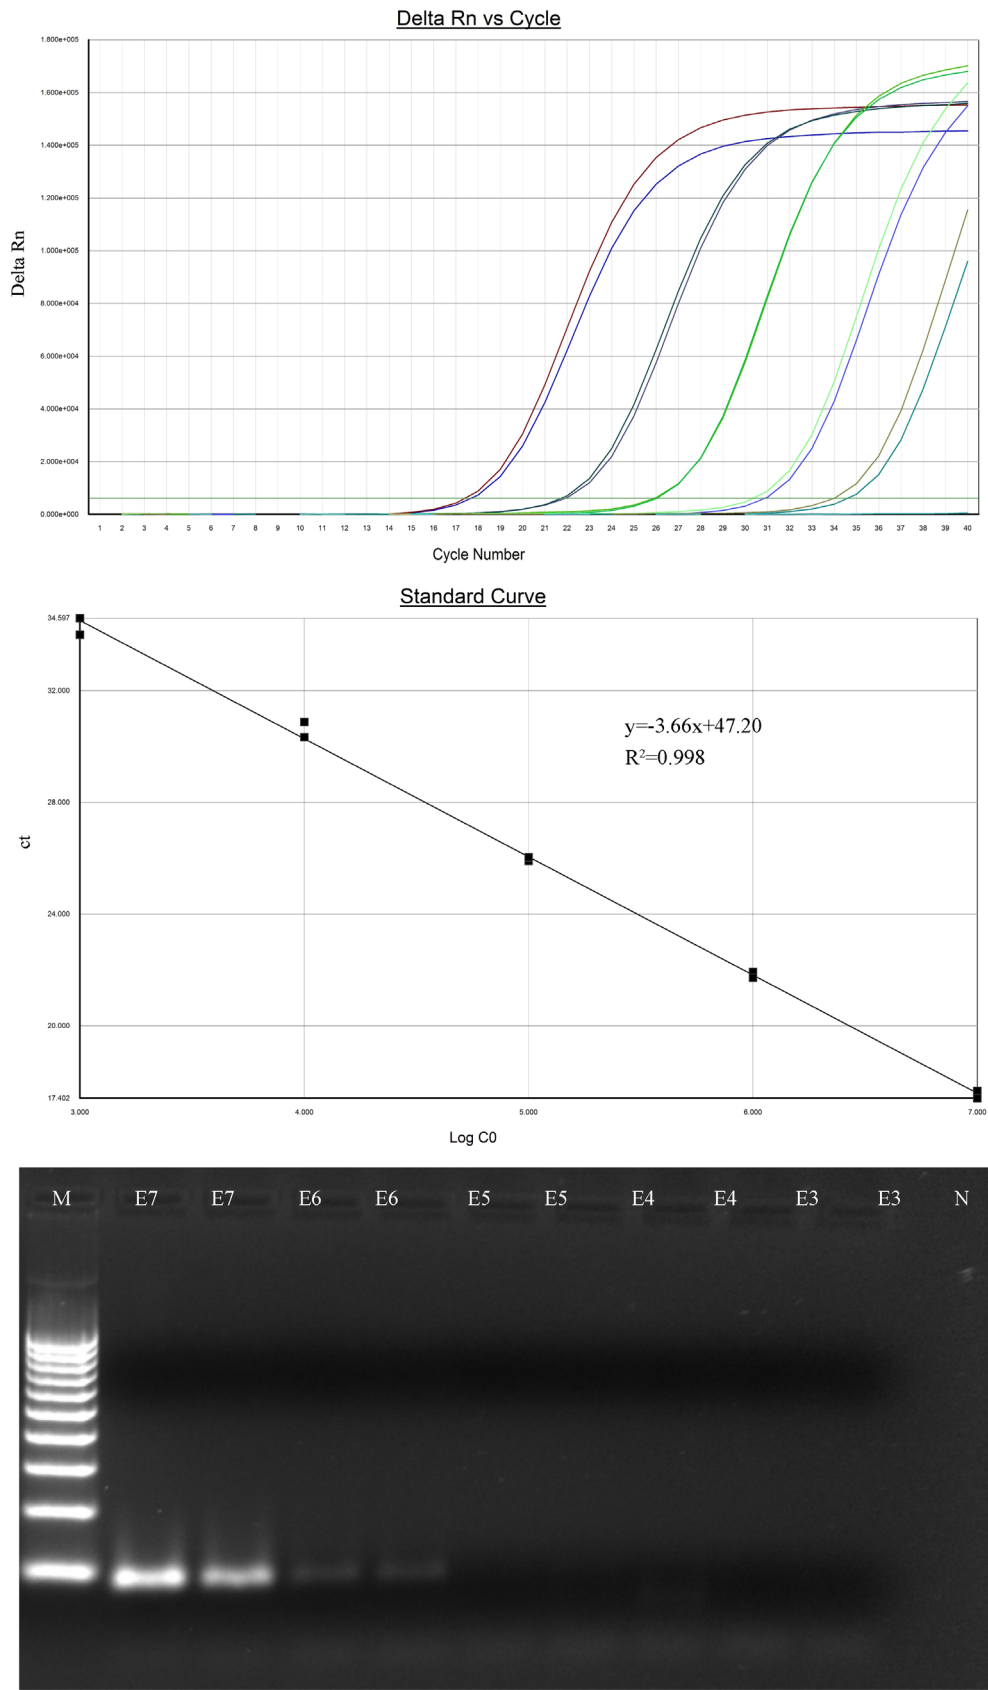 Delta Rn vs Cycle
1.800e+005
1.600e+005
1.400e+005
1.200e+005
1.000e+005
8.000e+004
6.000e+004
4.000e+004
2.000e+004
0.000e+000
Delta Rn
1 2 3 4 5 6 7 8 9 10 11 12 13 14 15 16 17 18 19 20 21 22 23 24 25 26 27 28 29 30 31 32 33 34 35 36 37 38 39 40
Cycle Number
Standard Curve
34.597
32.000
28.000
24.000
20.000
17.402
ct
y=-3.66x+47.20
R²=0.998
3.000 4.000 5.000 6.000 7.000
Log C0
M E7 E7 E6 E6 E5 E5 E4 E4 E3 E3 N